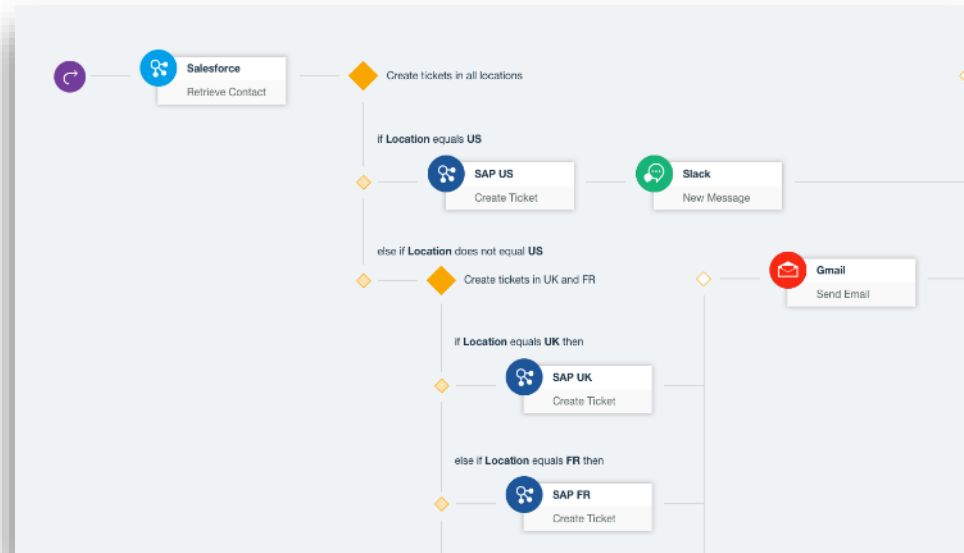 Salesforce
Retrieve Contact
Create tickets in all locations
if Location equals US
SAP US
Create Ticket
Slack
New Message
else if Location does not equal US
Create tickets in UK and FR
Gmail
Send Email
if Location equals UK then
SAP UK
Create Ticket
else if Location equals FR then
SAP FR
Create Ticket